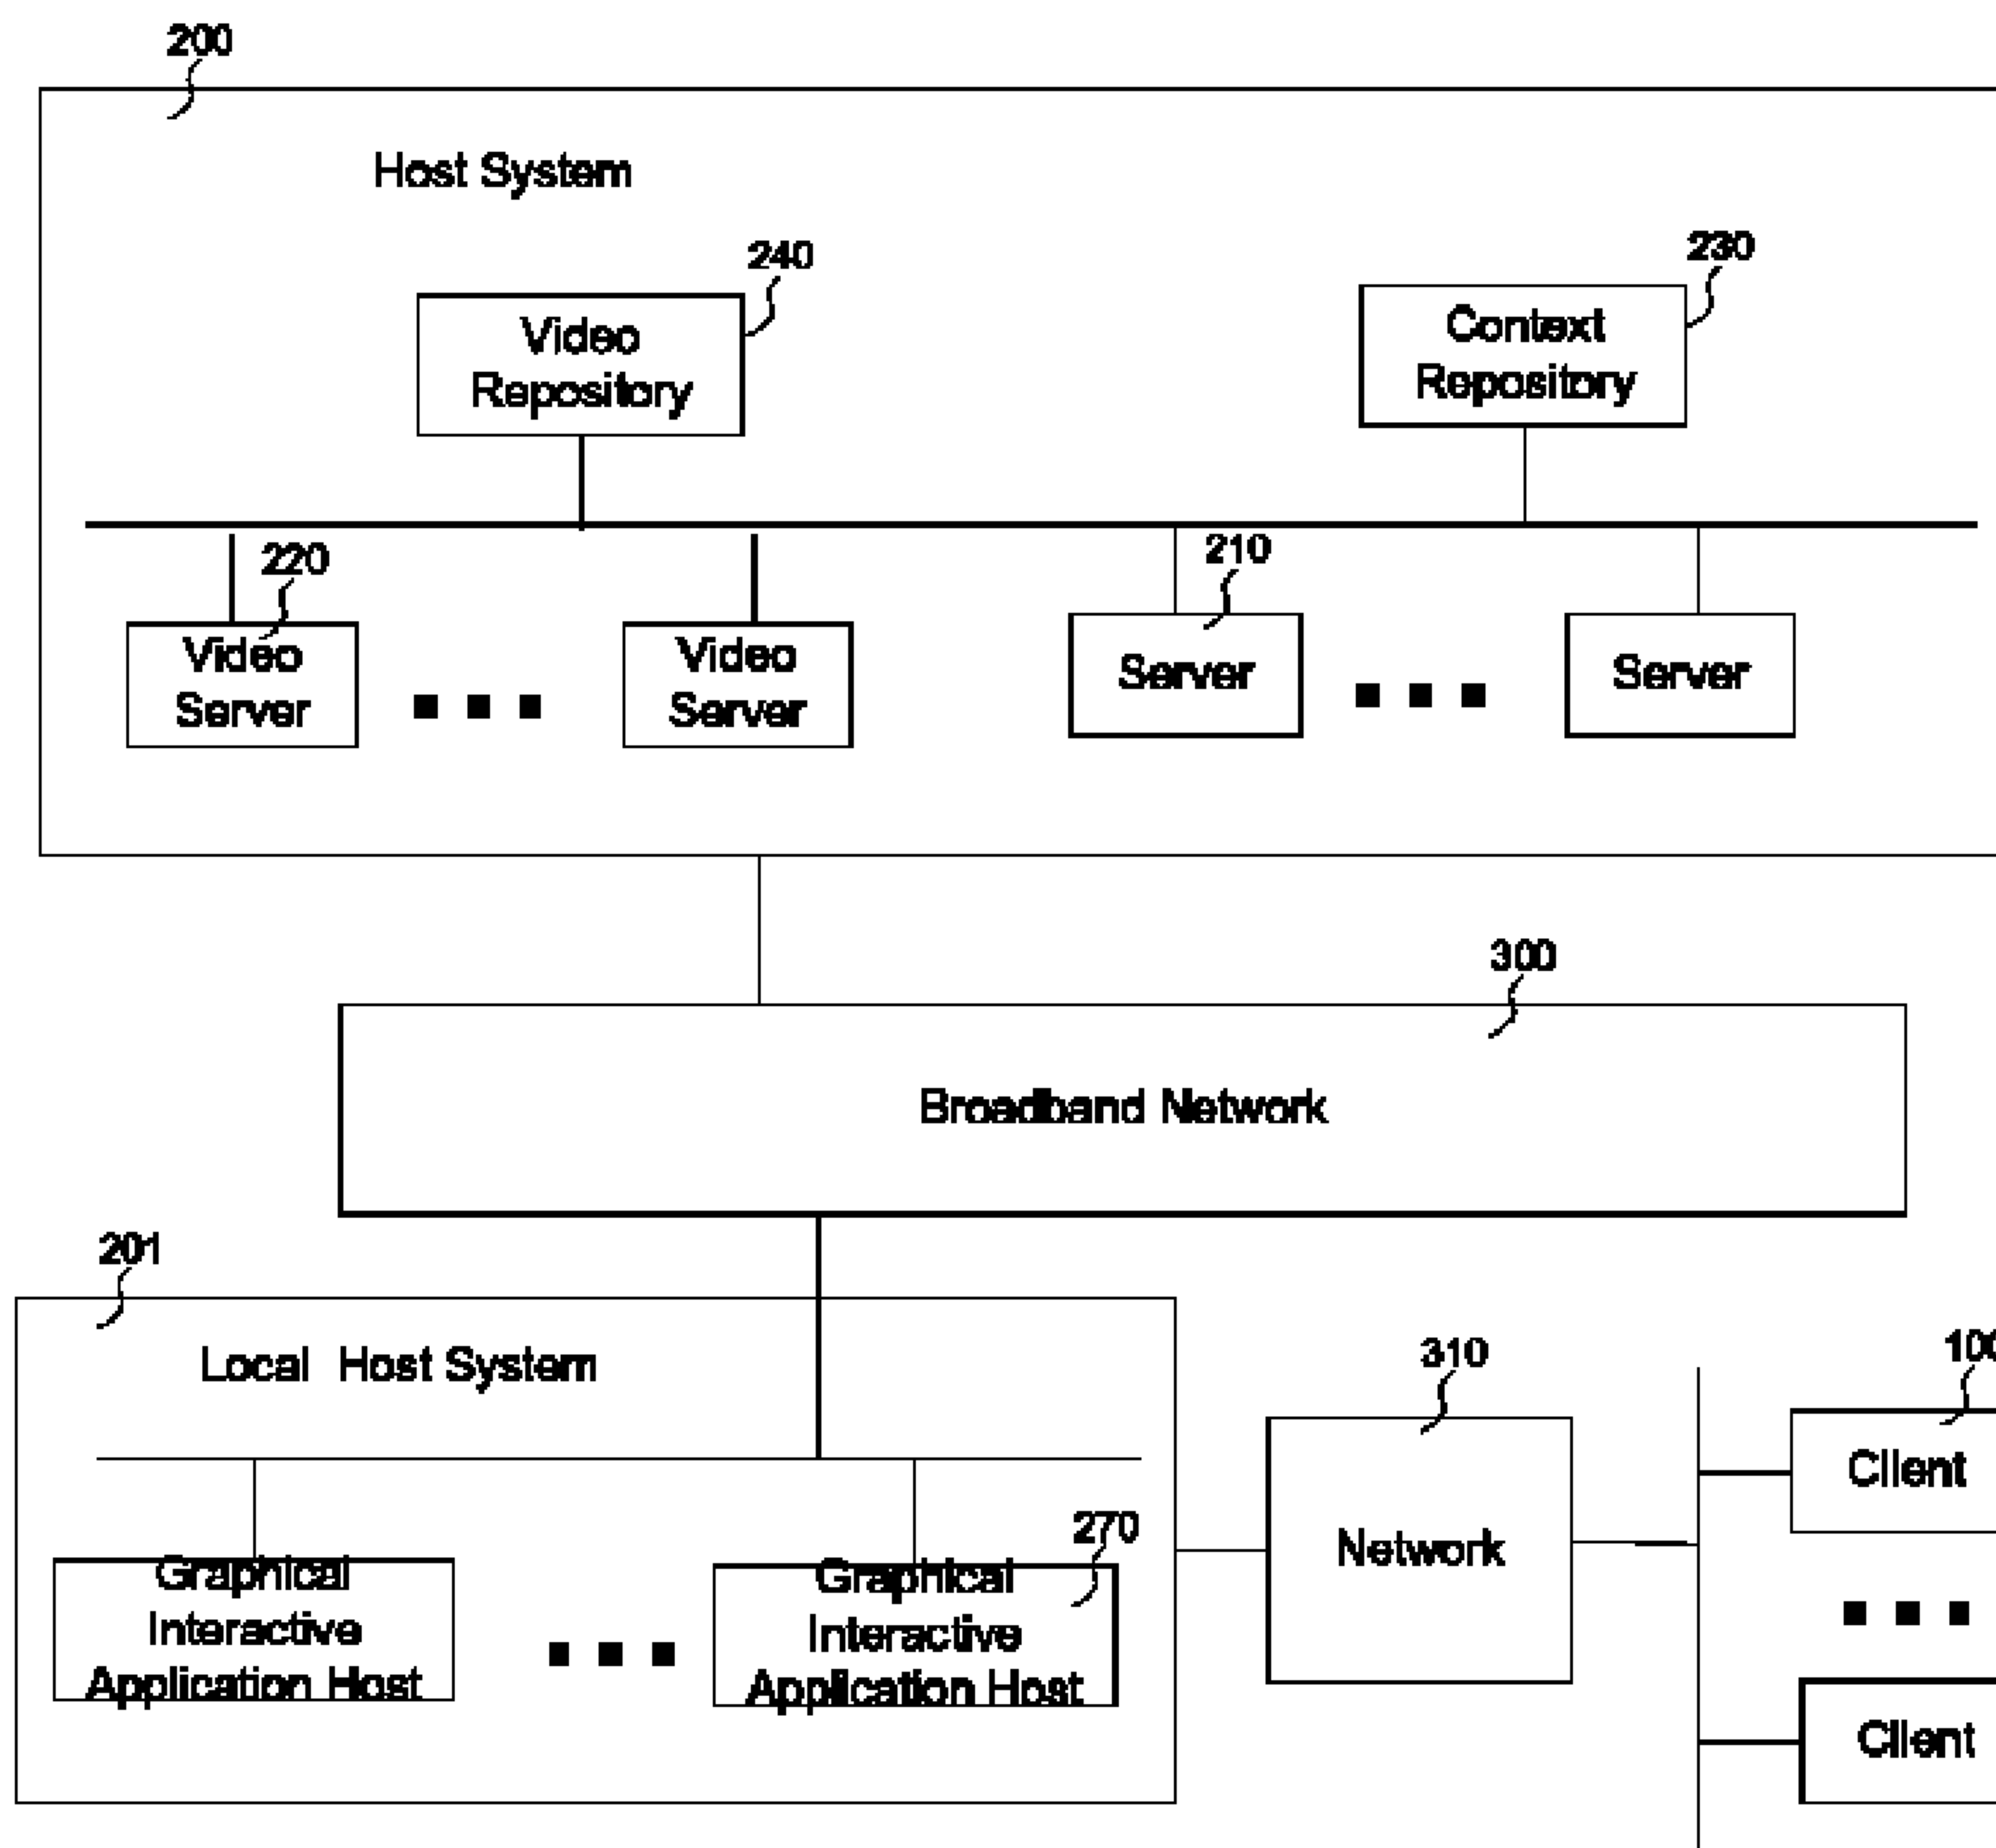 200
Host System
240
230
Video
Repository
Context
Repository
220
210
Video
Server
Video
Server
Server
Server
300
Broadband Network
201
Local Host System
310
100
Client
270
Graphical
Interactive
Application Host
Graphical
Interactive
Application Host
Network
Client